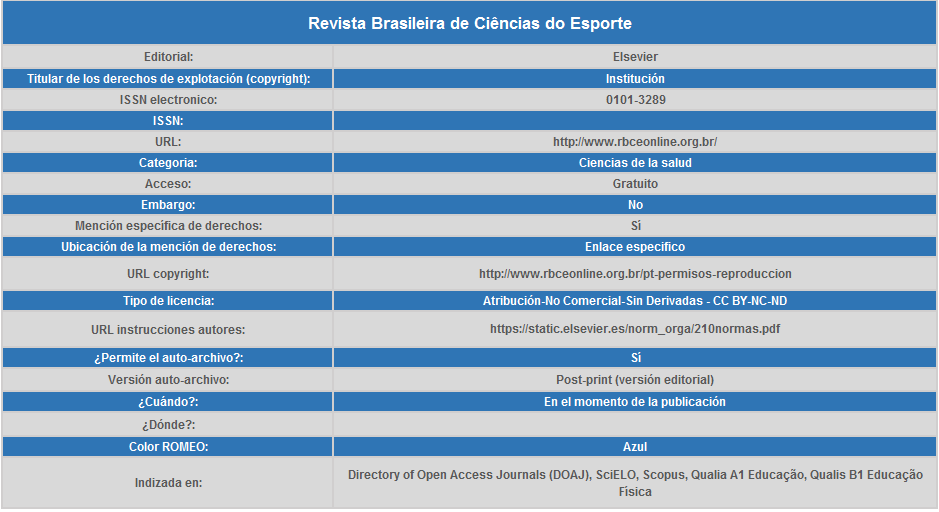 Revista Brasileira de Ciências do Esporte
Editorial: Elsevier
Titular de los derechos de explotación (copyright): Institución
ISSN electronico: 0101-3289
ISSN:
URL: http://www.rbceonline.org.br/
Categoria: Ciencias de la salud
Acceso: Gratuito
Embargo: No
Mención específica de derechos: Sí
Ubicación de la mención de derechos: Enlace especifico
URL copyright: http://www.rbceonline.org.br/pt-permisos-reproduccion
Tipo de licencia: Atribución-No Comercial-Sin Derivadas - CC BY-NC-ND
URL instrucciones autores: https://static.elsevier.es/norm_orga/210normas.pdf
¿Permite el auto-archivo?: Sí
Versión auto-archivo: Post-print (versión editorial)
¿Cuándo?: En el momento de la publicación
¿Dónde?:
Color ROMEO: Azul
Indizada en: Directory of Open Access Journals (DOAJ), SciELO, Scopus, Qualia A1 Educação, Qualis B1 Educação
Física